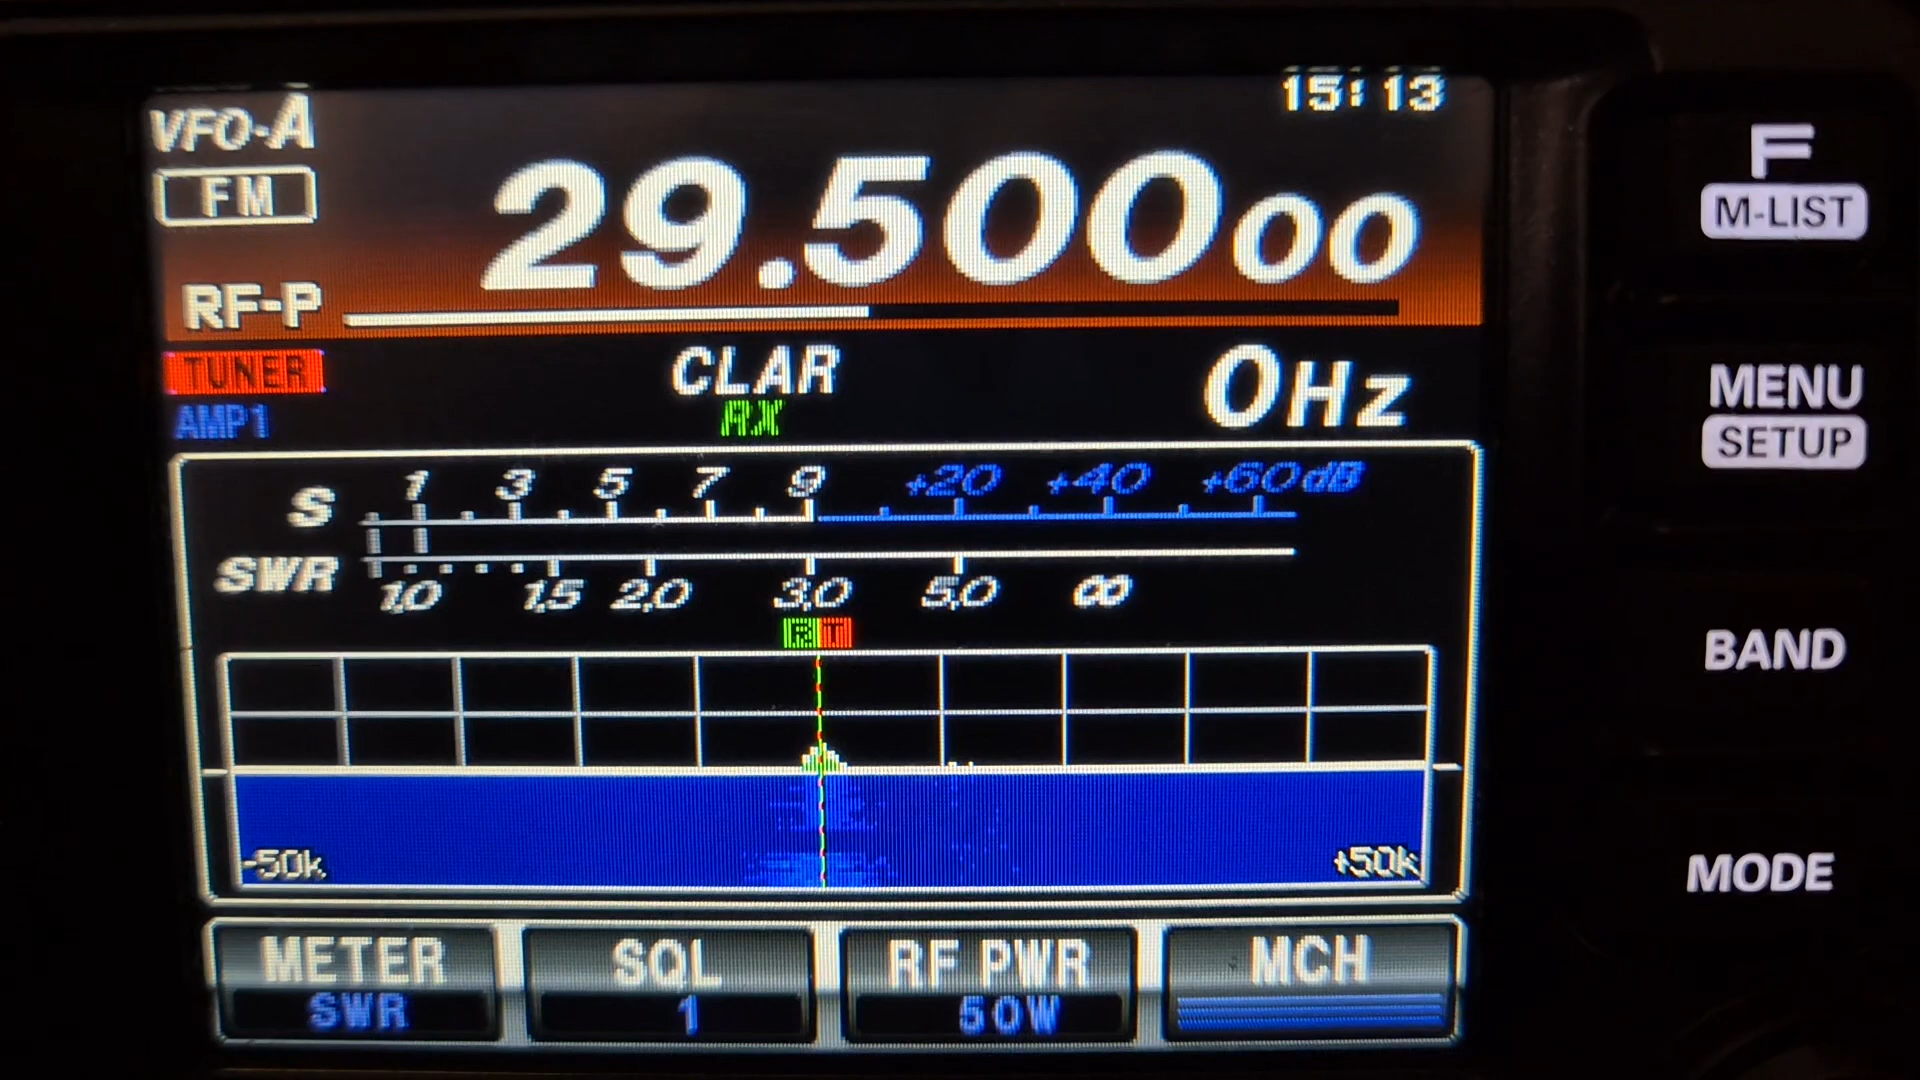 15:13
VFO-A
FM
29.500 00
RF-P
TUNER
CLAR
0Hz
AMP1
RX
S 1 3 5 7 9 +20 +40 +60dB
SWR 1.0 1.5 2.0 3.0 5.0 ∞
R T
-50k +50k
METER SQL RF PWR MCH
SWR 1 50W
F
M-LIST
MENU
SETUP
BAND
MODE